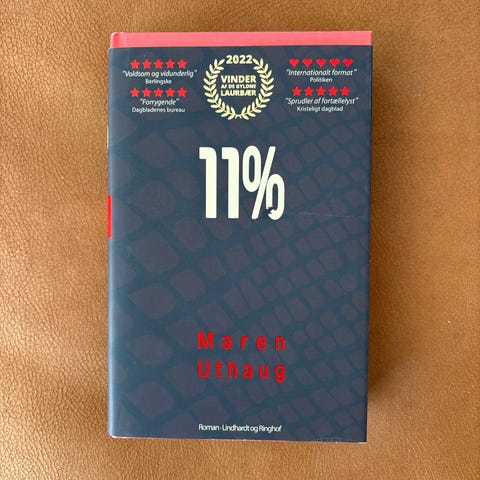 "Voldsom og vidunderlig"
Berlingske
"Forrygende"
Dagbladenes bureau
2022
VINDER
AF DE GYLDNE
LAURBÆR
"Internationalt format"
Politiken
"Sprudler af fortællelyst"
Kristeligt dagblad
11%
Maren
Uthaug
Roman · Lindhardt og Ringhof